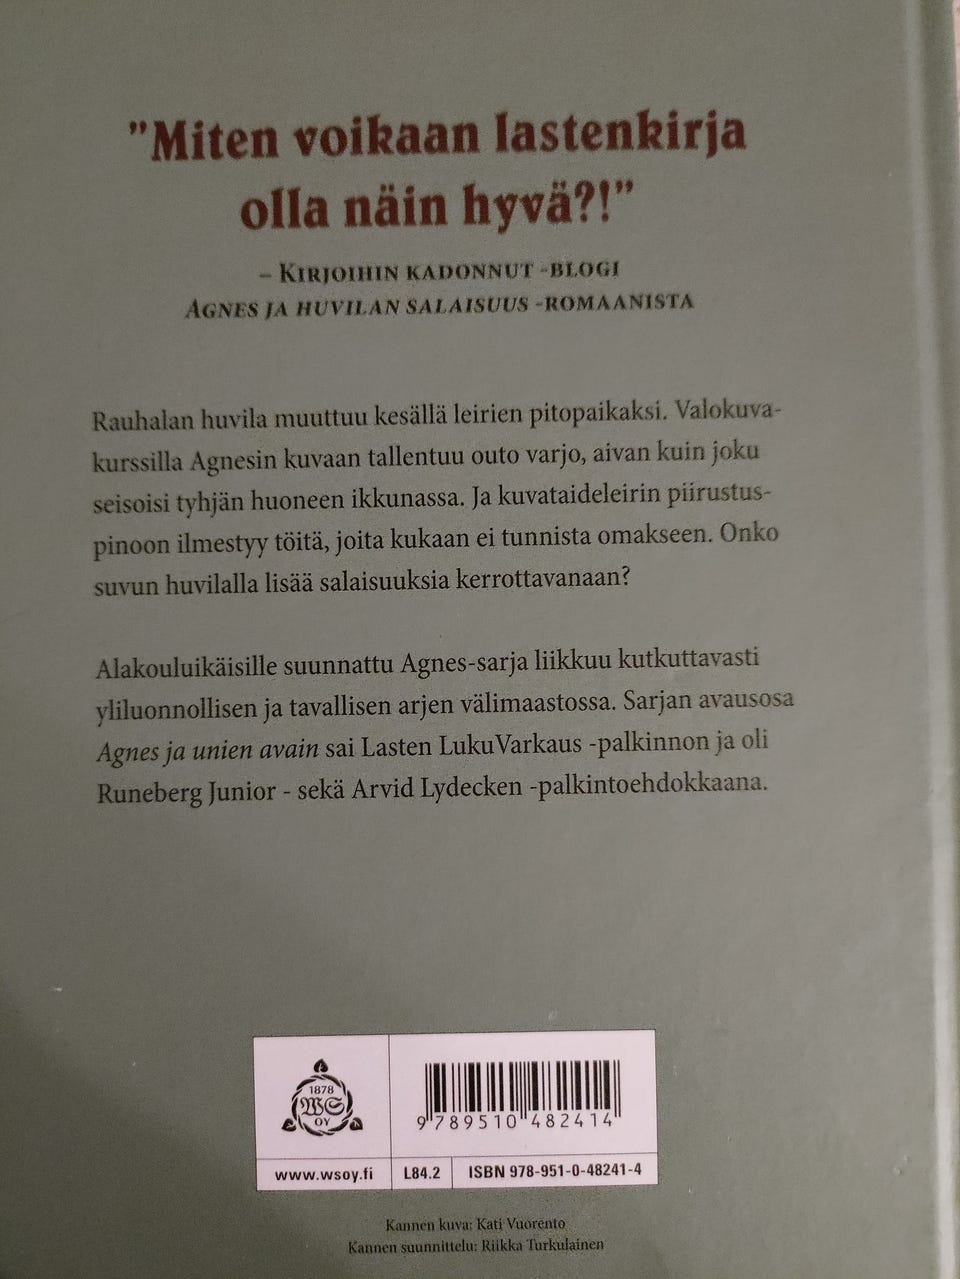 ”Miten voikaan lastenkirja
olla näin hyvä?!”
– KIRJOIHIN KADONNUT -BLOGI
AGNES JA HUVILAN SALAISUUS -ROMAANISTA
Rauhalan huvila muuttuu kesällä leirien pitopaikaksi. Valokuva-
kurssilla Agnesin kuvaan tallentuu outo varjo, aivan kuin joku
seisoisi tyhjän huoneen ikkunassa. Ja kuvataideleirin piirustus-
pinoon ilmestyy töitä, joita kukaan ei tunnista omakseen. Onko
suvun huvilalla lisää salaisuuksia kerrottavanaan?
Alakouluikäisille suunnattu Agnes-sarja liikkuu kutkuttavasti
yliluonnollisen ja tavallisen arjen välimaastossa. Sarjan avausosa
Agnes ja unien avain sai Lasten LukuVarkaus -palkinnon ja oli
Runeberg Junior - sekä Arvid Lydecken -palkintoehdokkaana.
1878
WS
OY
9 789510 482414
www.wsoy.fi
L84.2
ISBN 978-951-0-48241-4
Kannen kuva: Kati Vuorento
Kannen suunnittelu: Riikka Turkulainen